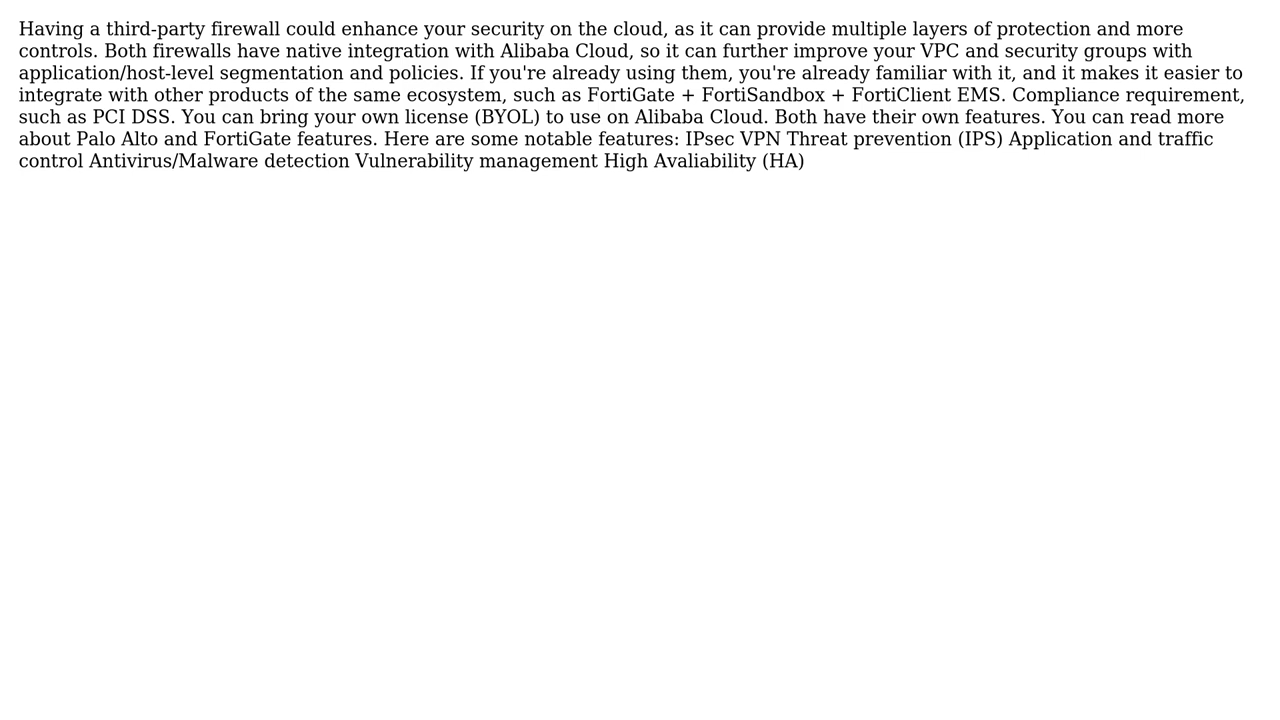 Having a third-party firewall could enhance your security on the cloud, as it can provide multiple layers of protection and more
controls. Both firewalls have native integration with Alibaba Cloud, so it can further improve your VPC and security groups with
application/host-level segmentation and policies. If you're already using them, you're already familiar with it, and it makes it easier to
integrate with other products of the same ecosystem, such as FortiGate + FortiSandbox + FortiClient EMS. Compliance requirement,
such as PCI DSS. You can bring your own license (BYOL) to use on Alibaba Cloud. Both have their own features. You can read more
about Palo Alto and FortiGate features. Here are some notable features: IPsec VPN Threat prevention (IPS) Application and traffic
control Antivirus/Malware detection Vulnerability management High Avaliability (HA)